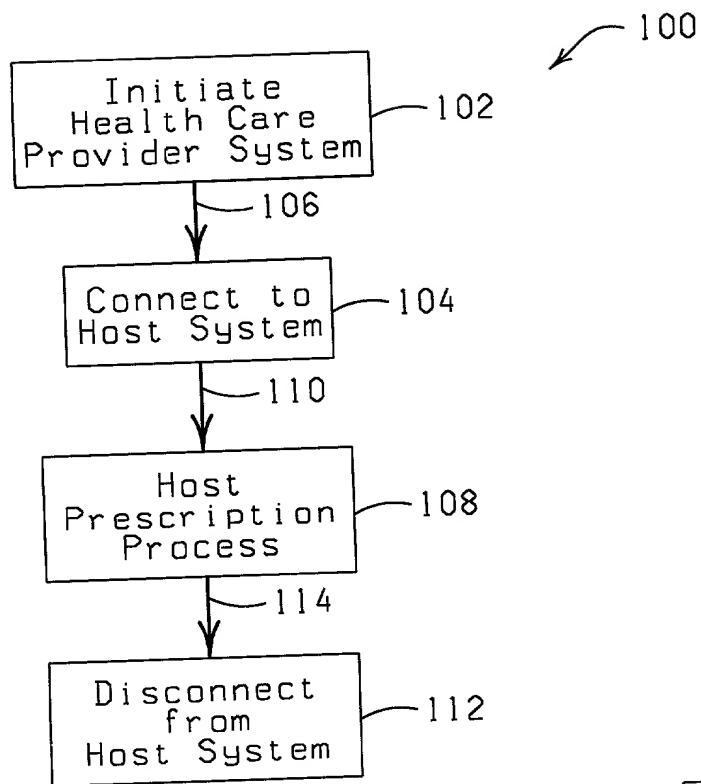 100
Initiate
Health Care
Provider System
102
106
Connect to
Host System
104
110
Host
Prescription
Process
108
114
Disconnect
from
Host System
112